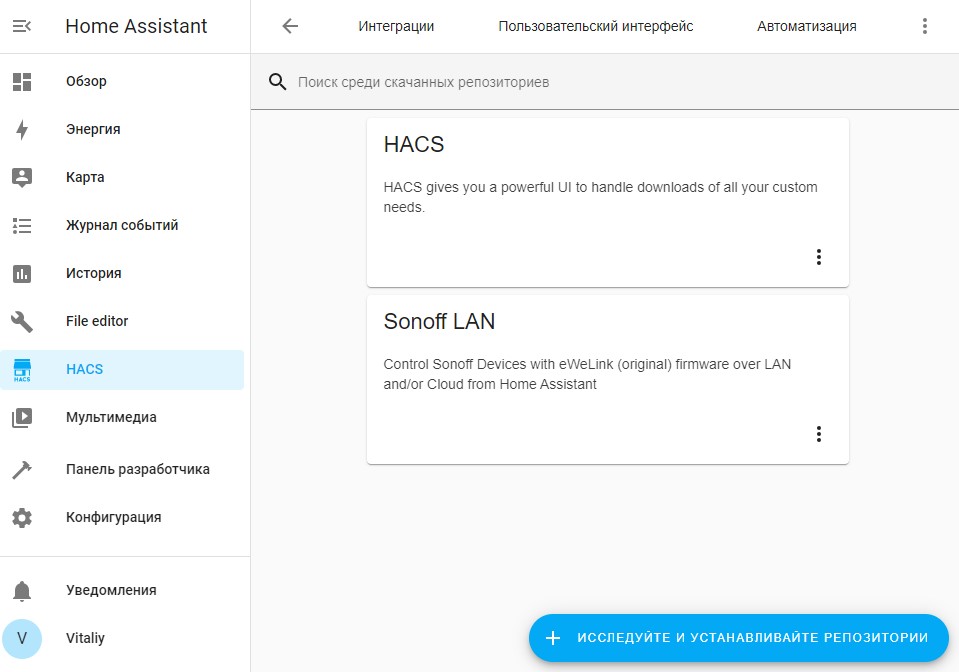 Home Assistant
Обзор
Энергия
Карта
Журнал событий
История
File editor
HACS
HACS
Мультимедиа
Панель разработчика
Конфигурация
Уведомления
V
Vitaliy
Интеграции
Пользовательский интерфейс
Автоматизация
Поиск среди скачанных репозиториев
HACS
HACS gives you a powerful UI to handle downloads of all your custom
needs.
Sonoff LAN
Control Sonoff Devices with eWeLink (original) firmware over LAN
and/or Cloud from Home Assistant
ИССЛЕДУЙТЕ И УСТАНАВЛИВАЙТЕ РЕПОЗИТОРИИ